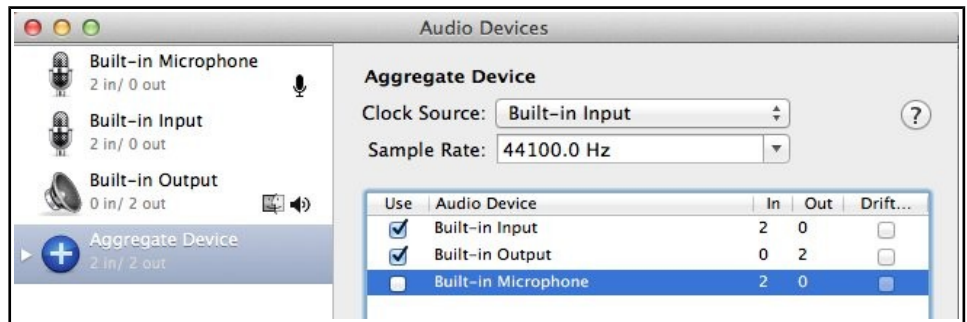 Audio Devices
Built-in Microphone
2 in/ 0 out
Built-in Input
2 in/ 0 out
Built-in Output
0 in/ 2 out
Aggregate Device
2 in/ 2 out
Aggregate Device
Clock Source: Built-in Input
?
Sample Rate: 44100.0 Hz
Use Audio Device In Out Drift...
Built-in Input 2 0
Built-in Output 0 2
Built-in Microphone 2 0